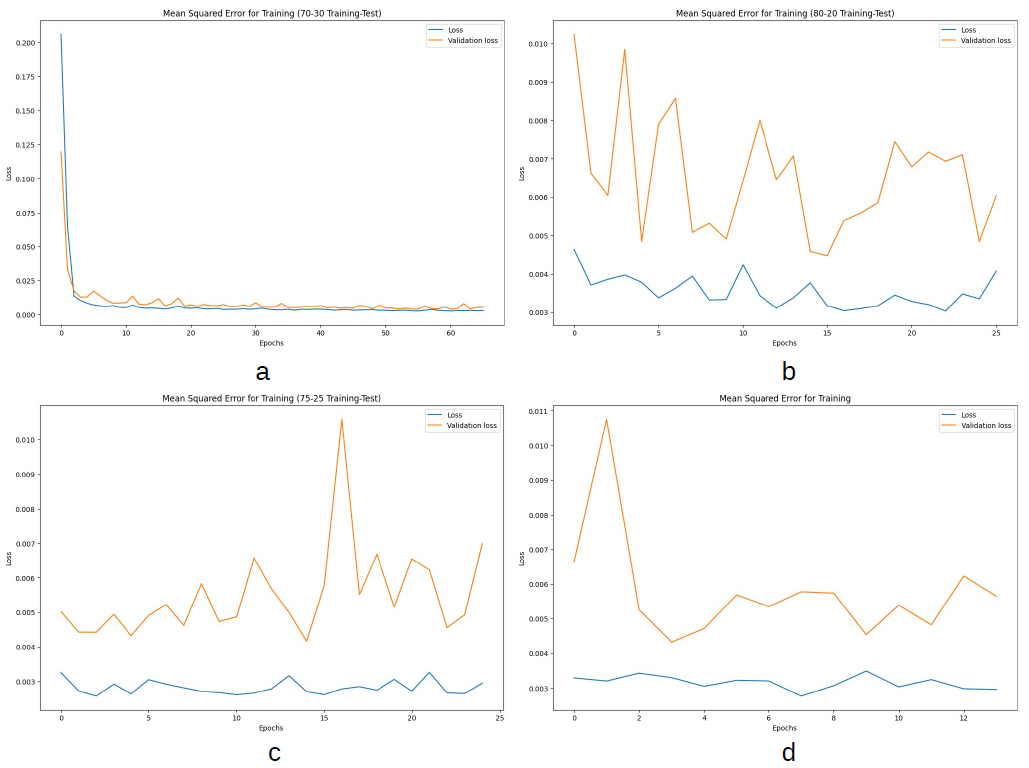 Mean Squared Error for Training (70-30 Training-Test)
Loss
Validation loss
0.200
0.175
0.150
0.125
0.100
0.075
0.050
0.025
0.000
Loss
0 10 20 30 40 50 60
Epochs
a
Mean Squared Error for Training (80-20 Training-Test)
Loss
Validation loss
0.010
0.009
0.008
0.007
0.006
0.005
0.004
0.003
Loss
0 5 10 15 20 25
Epochs
b
Mean Squared Error for Training (75-25 Training-Test)
Loss
Validation loss
0.010
0.009
0.008
0.007
0.006
0.005
0.004
0.003
Loss
0 5 10 15 20 25
Epochs
c
Mean Squared Error for Training
Loss
Validation loss
0.011
0.010
0.009
0.008
0.007
0.006
0.005
0.004
0.003
Loss
0 2 4 6 8 10 12
Epochs
d